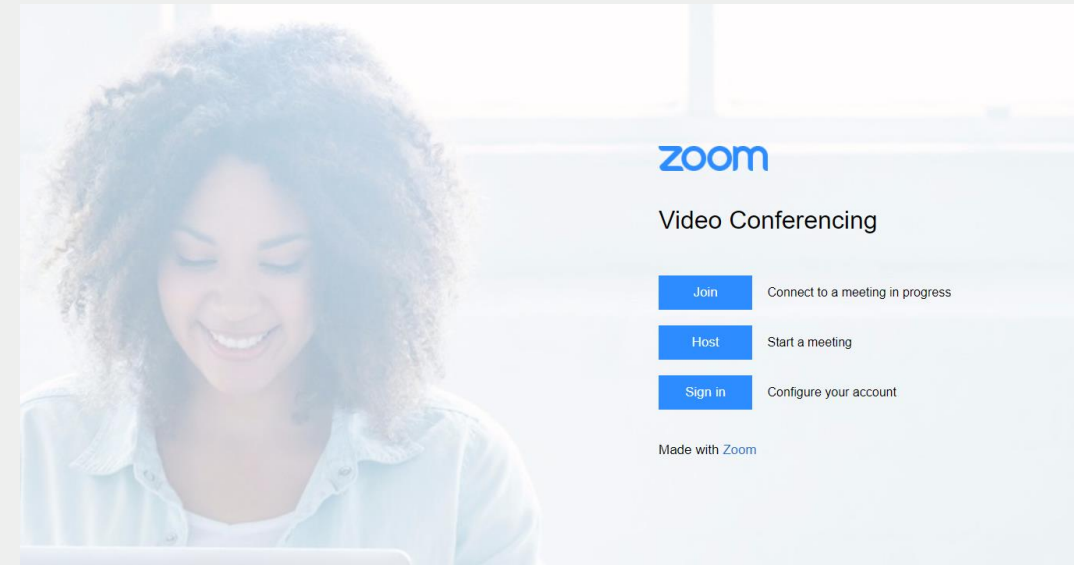 zoom
Video Conferencing
Join Connect to a meeting in progress
Host Start a meeting
Sign in Configure your account
Made with Zoom